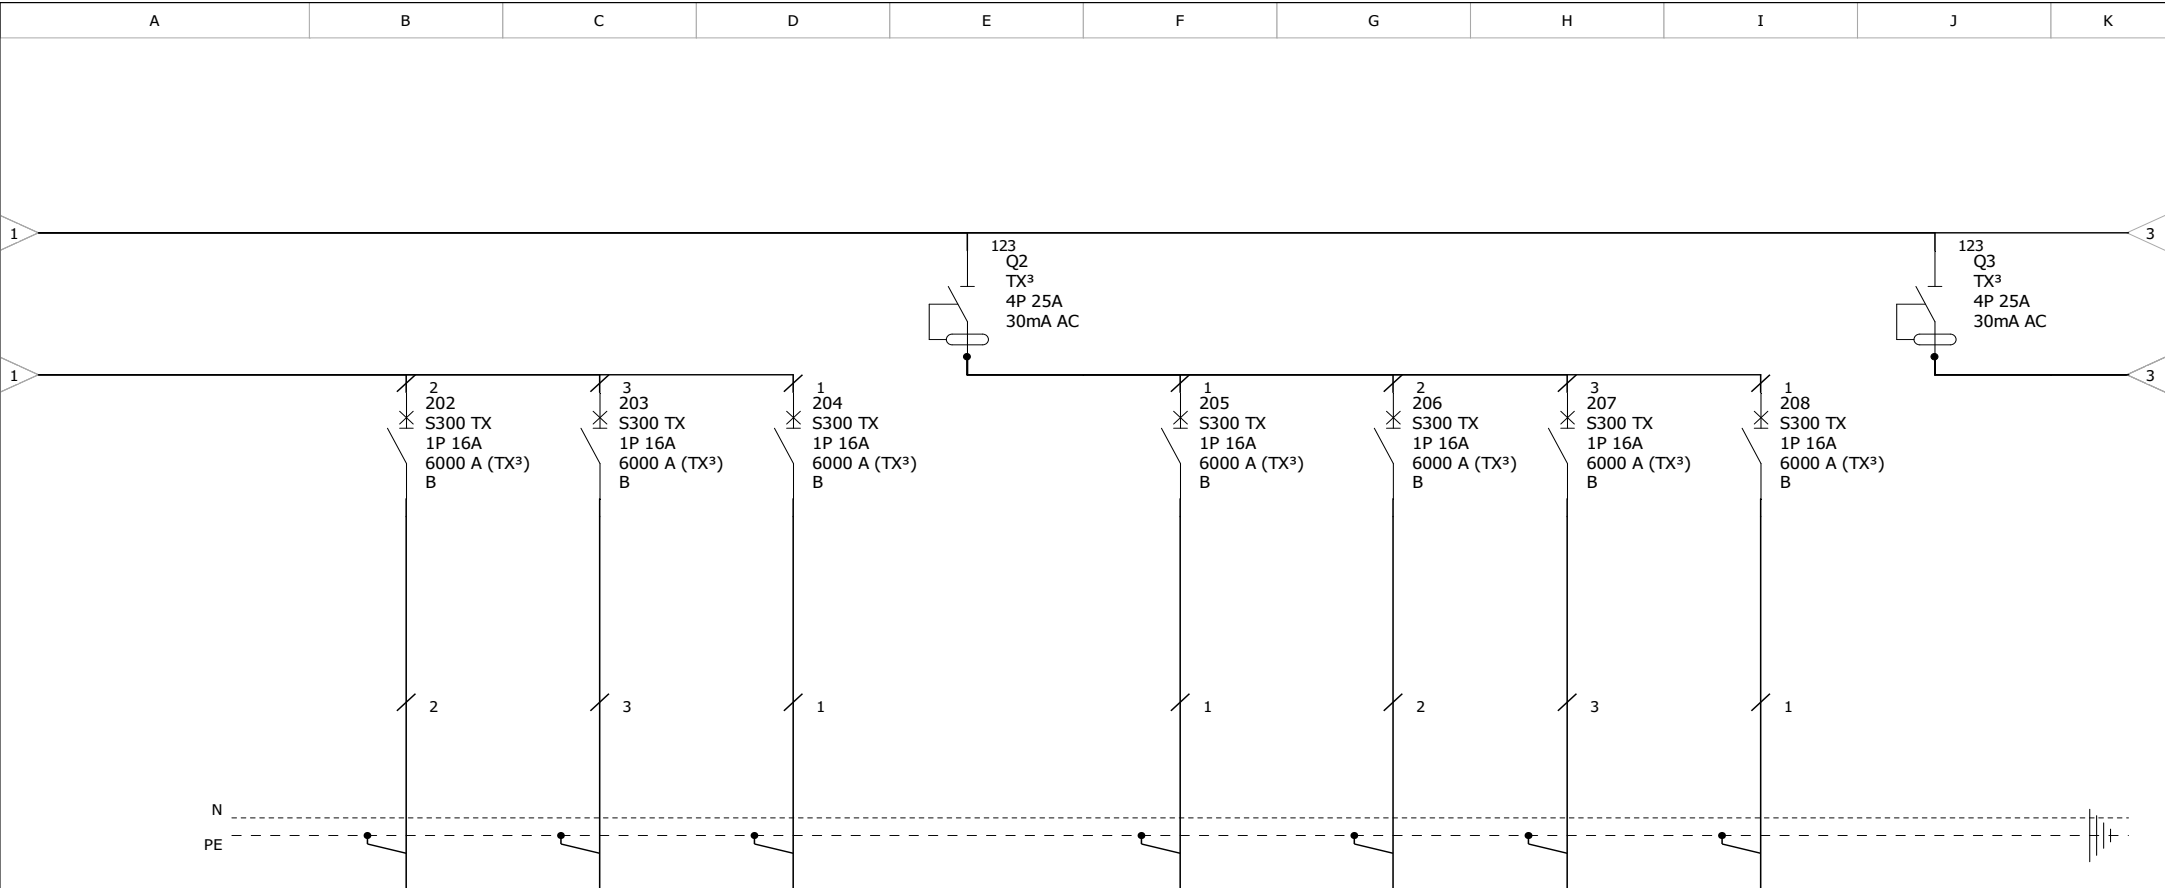 A B C D E F G H I J K
1 3
123
Q2
TX³
4P 25A
30mA AC
123
Q3
TX³
4P 25A
30mA AC
1 3
2
202
S300 TX
1P 16A
6000 A (TX³)
B
3
203
S300 TX
1P 16A
6000 A (TX³)
B
1
204
S300 TX
1P 16A
6000 A (TX³)
B
1
205
S300 TX
1P 16A
6000 A (TX³)
B
2
206
S300 TX
1P 16A
6000 A (TX³)
B
3
207
S300 TX
1P 16A
6000 A (TX³)
B
1
208
S300 TX
1P 16A
6000 A (TX³)
B
2 3 1 1 2 3 1
N
PE